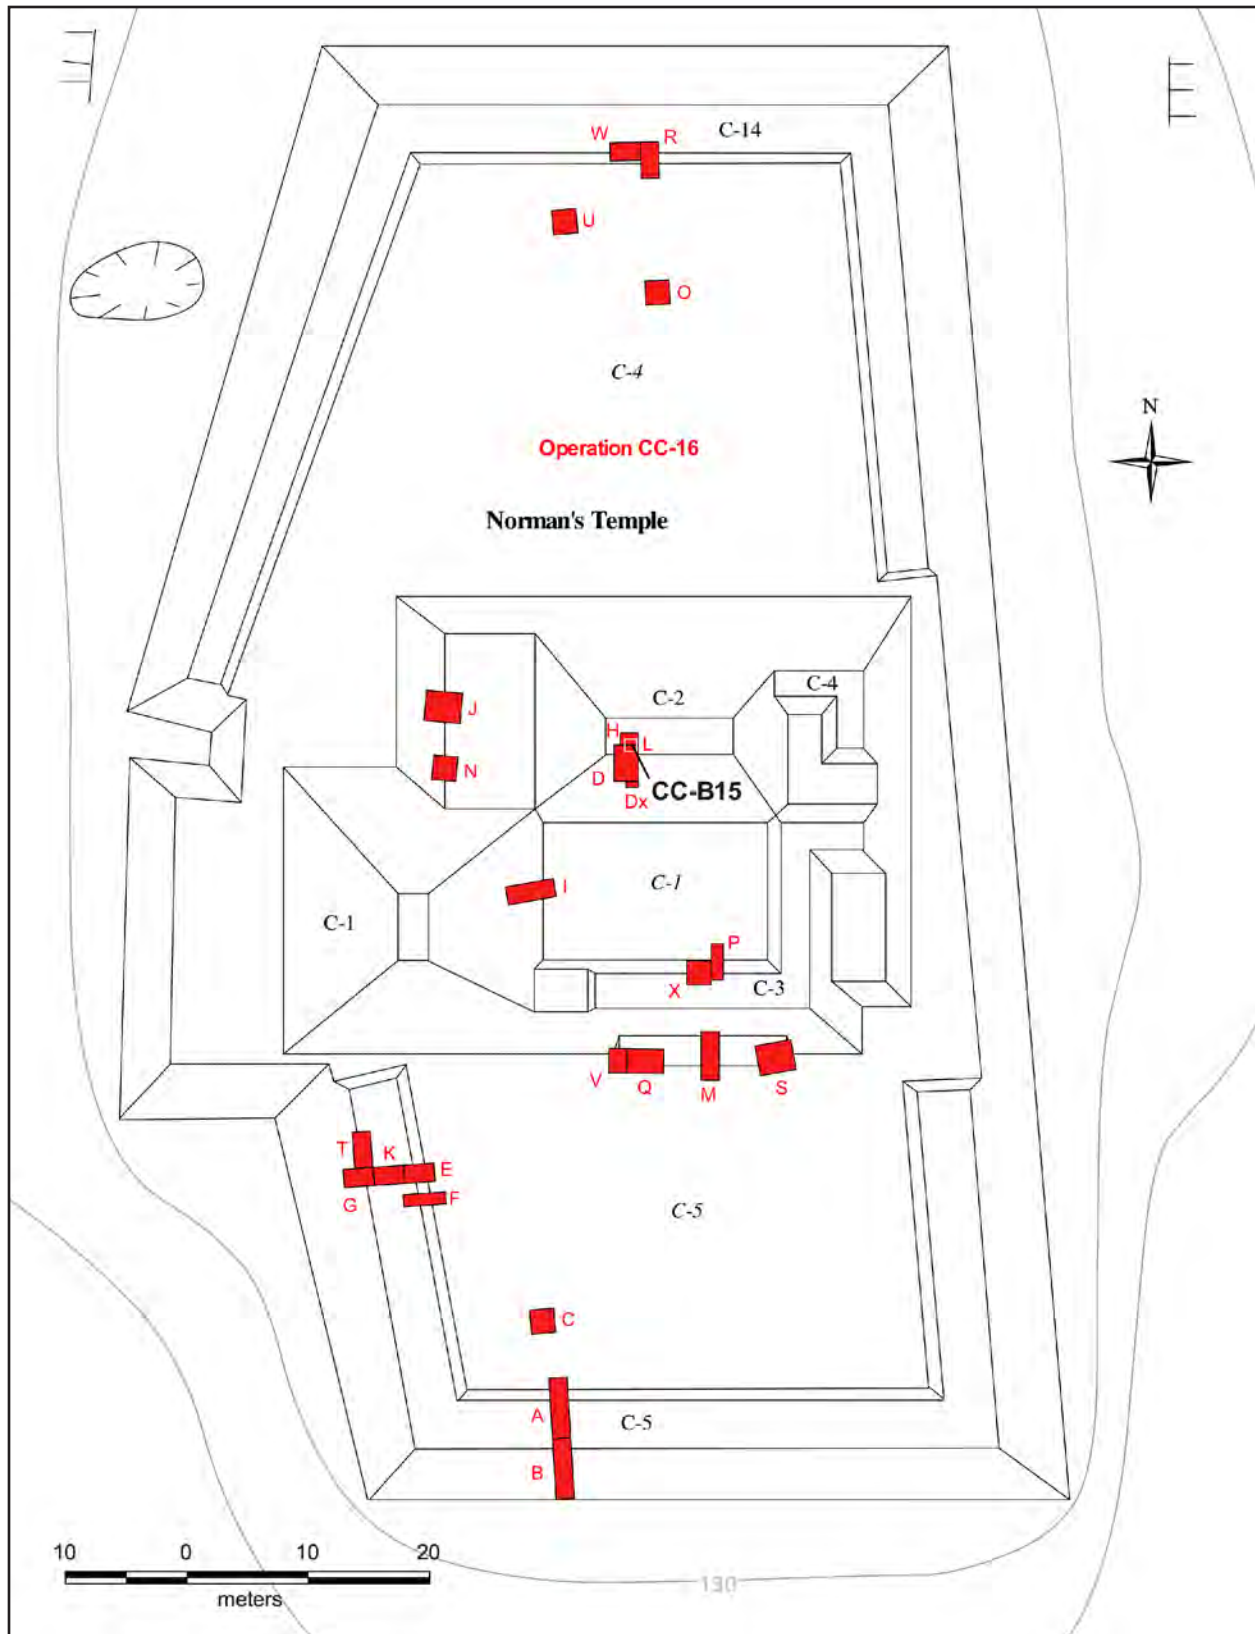 W
R
C-14
U
O
C-4
Operation CC-16
N
Norman's Temple
C-4
C-2
J
H
L
N
D
CC-B15
Dx
I
C-1
C-1
P
X
C-3
V
Q
M
S
T
K
E
G
F
C-5
C
A
C-5
B
10 0 10 20
meters
130